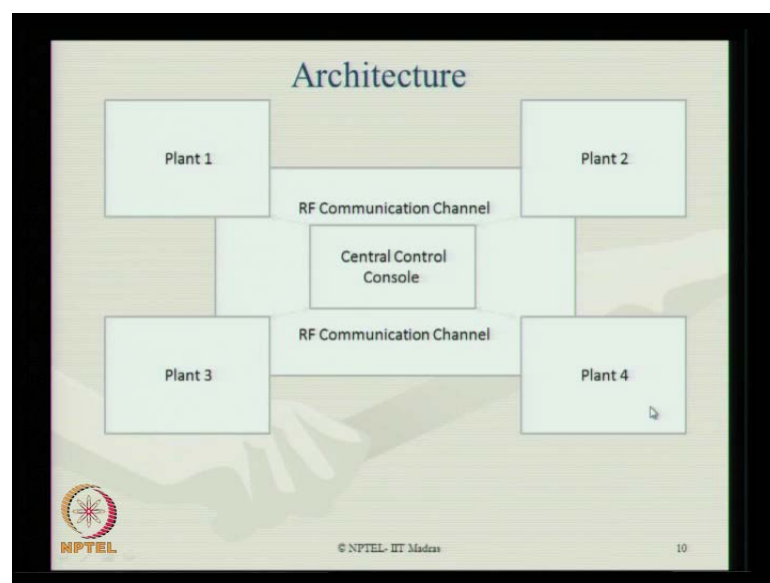 Architecture
Plant 1
Plant 2
RF Communication Channel
Central Control
Console
RF Communication Channel
Plant 3
Plant 4
NPTEL
© NPTEL- IIT Madras
10